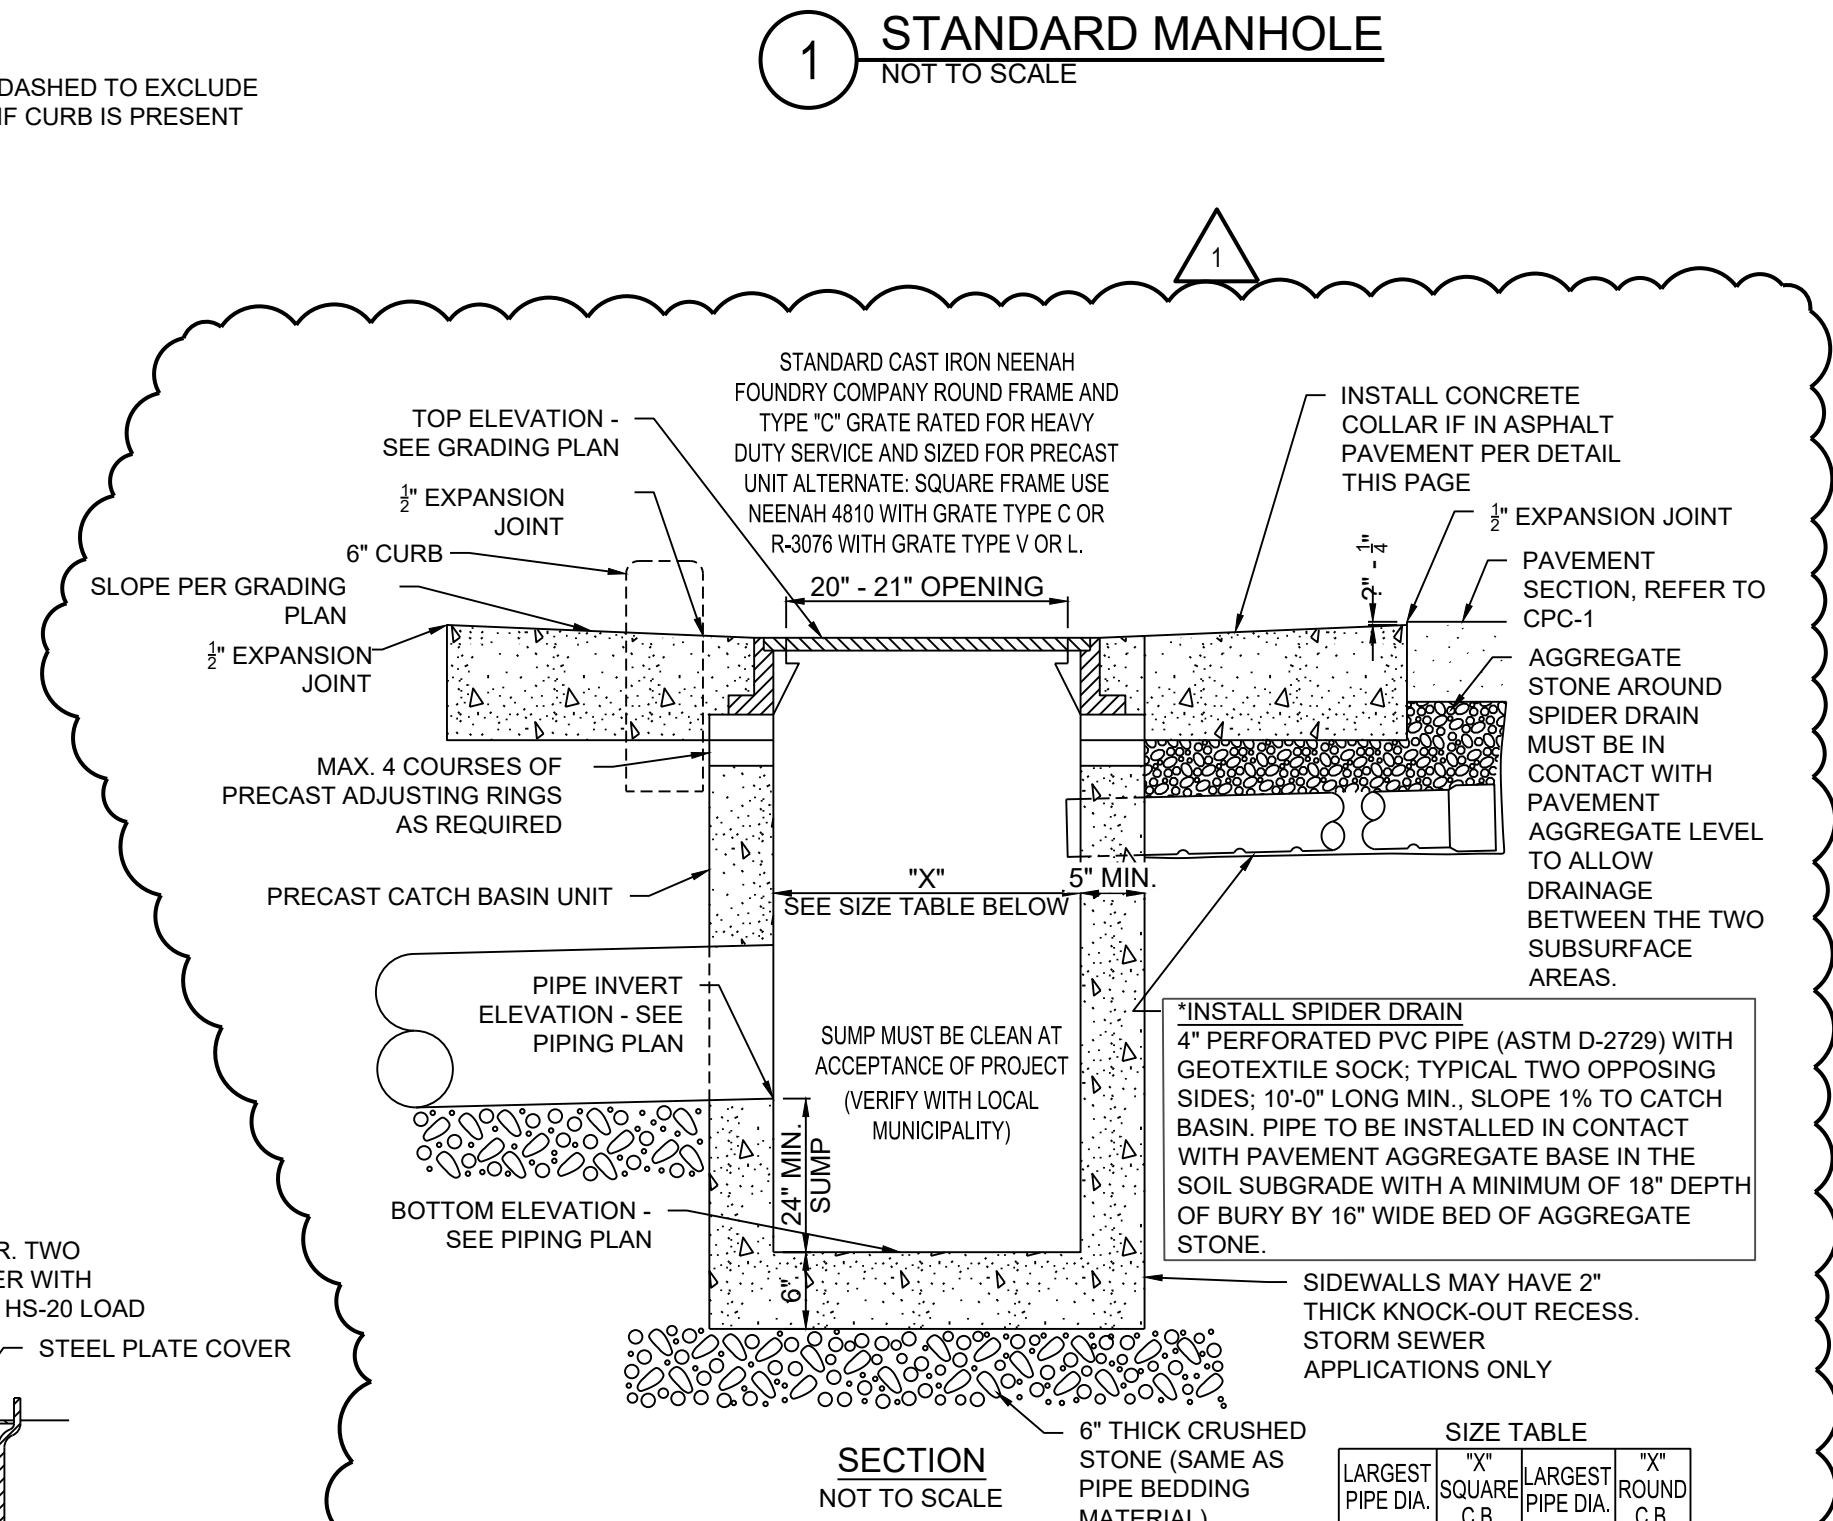 1
STANDARD MANHOLE
NOT TO SCALE
DASHED TO EXCLUDE
IF CURB IS PRESENT
1
STANDARD CAST IRON NEENAH
FOUNDRY COMPANY ROUND FRAME AND
TYPE "C" GRATE RATED FOR HEAVY
DUTY SERVICE AND SIZED FOR PRECAST
UNIT ALTERNATE: SQUARE FRAME USE
NEENAH 4810 WITH GRATE TYPE C OR
R-3076 WITH GRATE TYPE V OR L.
TOP ELEVATION -
SEE GRADING PLAN
½" EXPANSION
JOINT
6" CURB
SLOPE PER GRADING
PLAN
½" EXPANSION
JOINT
20" - 21" OPENING
INSTALL CONCRETE
COLLAR IF IN ASPHALT
PAVEMENT PER DETAIL
THIS PAGE
½" EXPANSION JOINT
PAVEMENT
SECTION, REFER TO
CPC-1
AGGREGATE
STONE AROUND
SPIDER DRAIN
MUST BE IN
CONTACT WITH
PAVEMENT
AGGREGATE LEVEL
TO ALLOW
DRAINAGE
BETWEEN THE TWO
SUBSURFACE
AREAS.
MAX. 4 COURSES OF
PRECAST ADJUSTING RINGS
AS REQUIRED
PRECAST CATCH BASIN UNIT
"X"
SEE SIZE TABLE BELOW
5" MIN.
PIPE INVERT
ELEVATION - SEE
PIPING PLAN
SUMP MUST BE CLEAN AT
ACCEPTANCE OF PROJECT
(VERIFY WITH LOCAL
MUNICIPALITY)
24" MIN.
SUMP
*INSTALL SPIDER DRAIN
4" PERFORATED PVC PIPE (ASTM D-2729) WITH
GEOTEXTILE SOCK; TYPICAL TWO OPPOSING
SIDES; 10'-0" LONG MIN., SLOPE 1% TO CATCH
BASIN. PIPE TO BE INSTALLED IN CONTACT
WITH PAVEMENT AGGREGATE BASE IN THE
SOIL SUBGRADE WITH A MINIMUM OF 18" DEPTH
OF BURY BY 16" WIDE BED OF AGGREGATE
STONE.
BOTTOM ELEVATION -
SEE PIPING PLAN
6"
SIDEWALLS MAY HAVE 2"
THICK KNOCK-OUT RECESS.
STORM SEWER
APPLICATIONS ONLY
R. TWO
ER WITH
HS-20 LOAD
STEEL PLATE COVER
6" THICK CRUSHED
STONE (SAME AS
PIPE BEDDING
MATERIAL)
SECTION
NOT TO SCALE
SIZE TABLE
LARGEST
PIPE DIA.
"X"
SQUARE
C.B.
LARGEST
PIPE DIA.
"X"
ROUND
C.B.